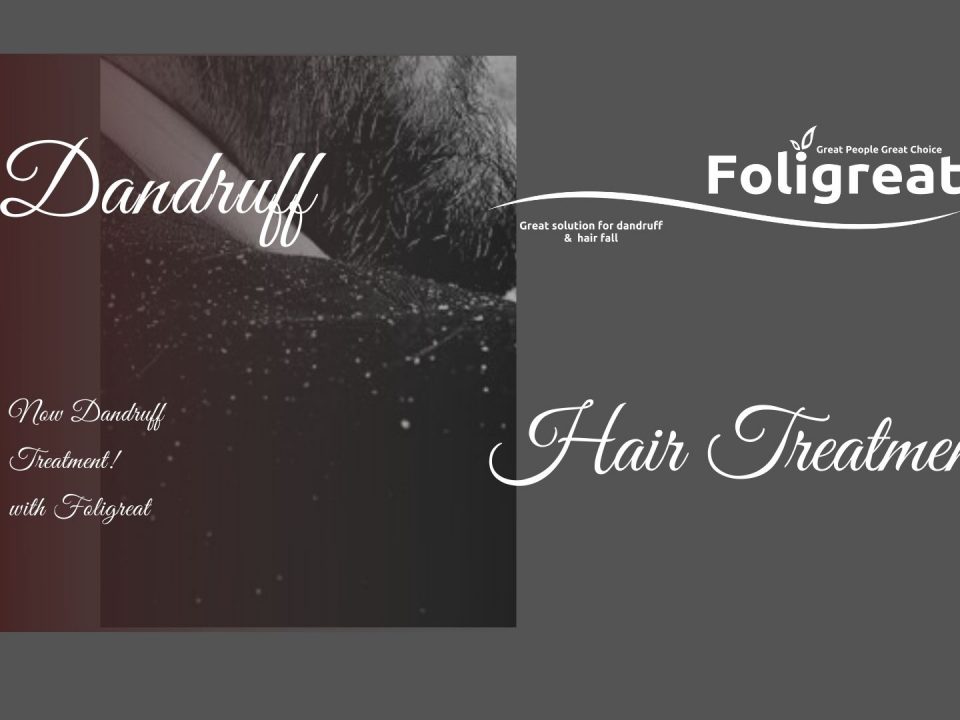 Dandruff
Great People Great Choice
Foligreat
Great solution for dandruff
& hair fall
Now Dandruff
Treatment!
with Foligreat
Hair Treatmen